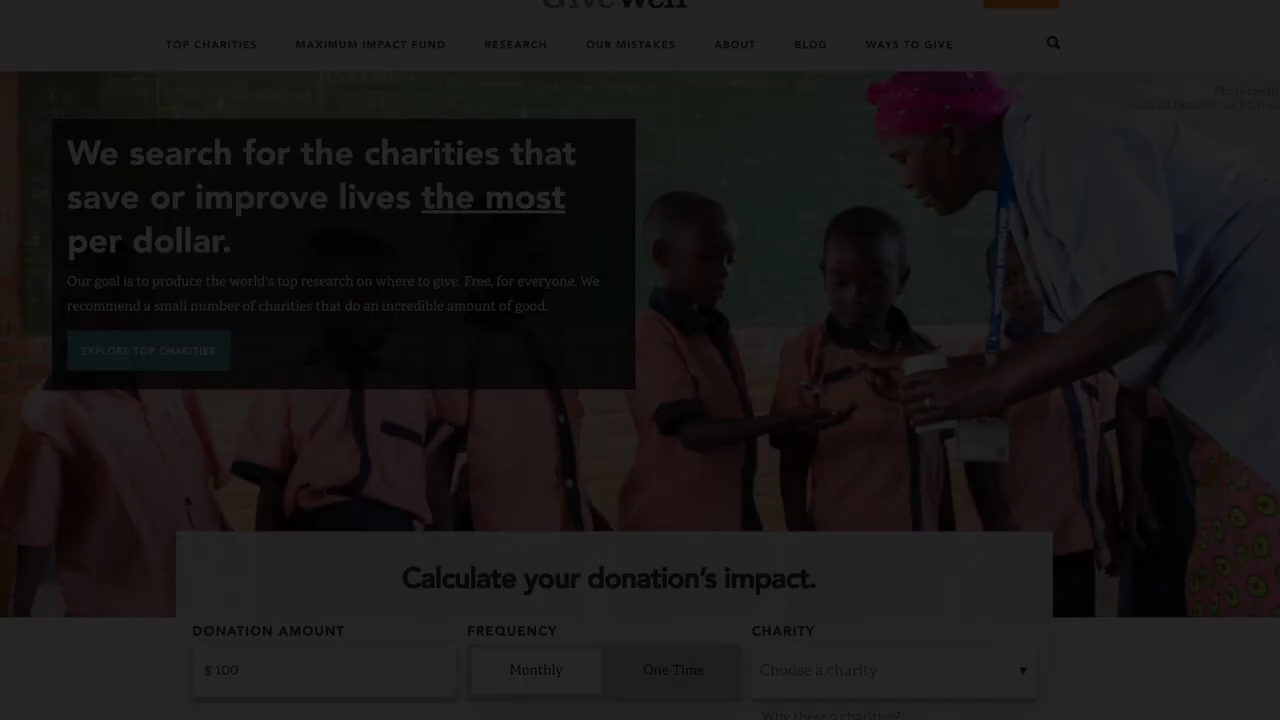 GiveWell
TOP CHARITIES MAXIMUM IMPACT FUND RESEARCH OUR MISTAKES ABOUT BLOG WAYS TO GIVE
We search for the charities that
save or improve lives the most
per dollar.
Our goal is to produce the world's top research on where to give. Free, for everyone. We
recommend a small number of charities that do an incredible amount of good.
EXPLORE TOP CHARITIES
Calculate your donation's impact.
DONATION AMOUNT FREQUENCY CHARITY
$ 100 Monthly One-Time Choose a charity